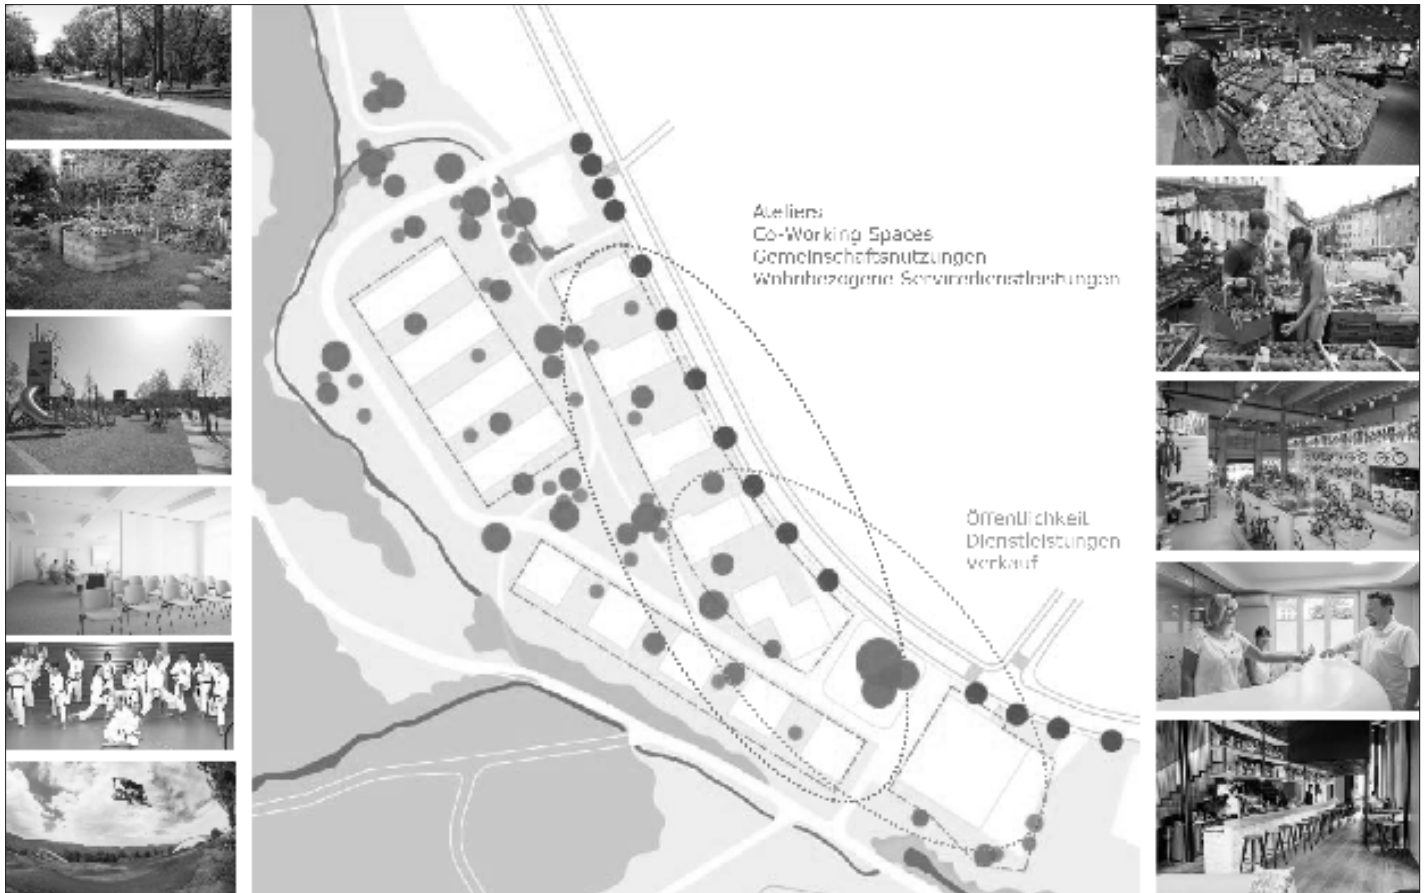 Ateliers
Co-Working Spaces
Gemeinschaftsnutzungen
Wohnbezogene Servicedienstleistungen
Öffentlichkeit
Dienstleistungen
Verkauf